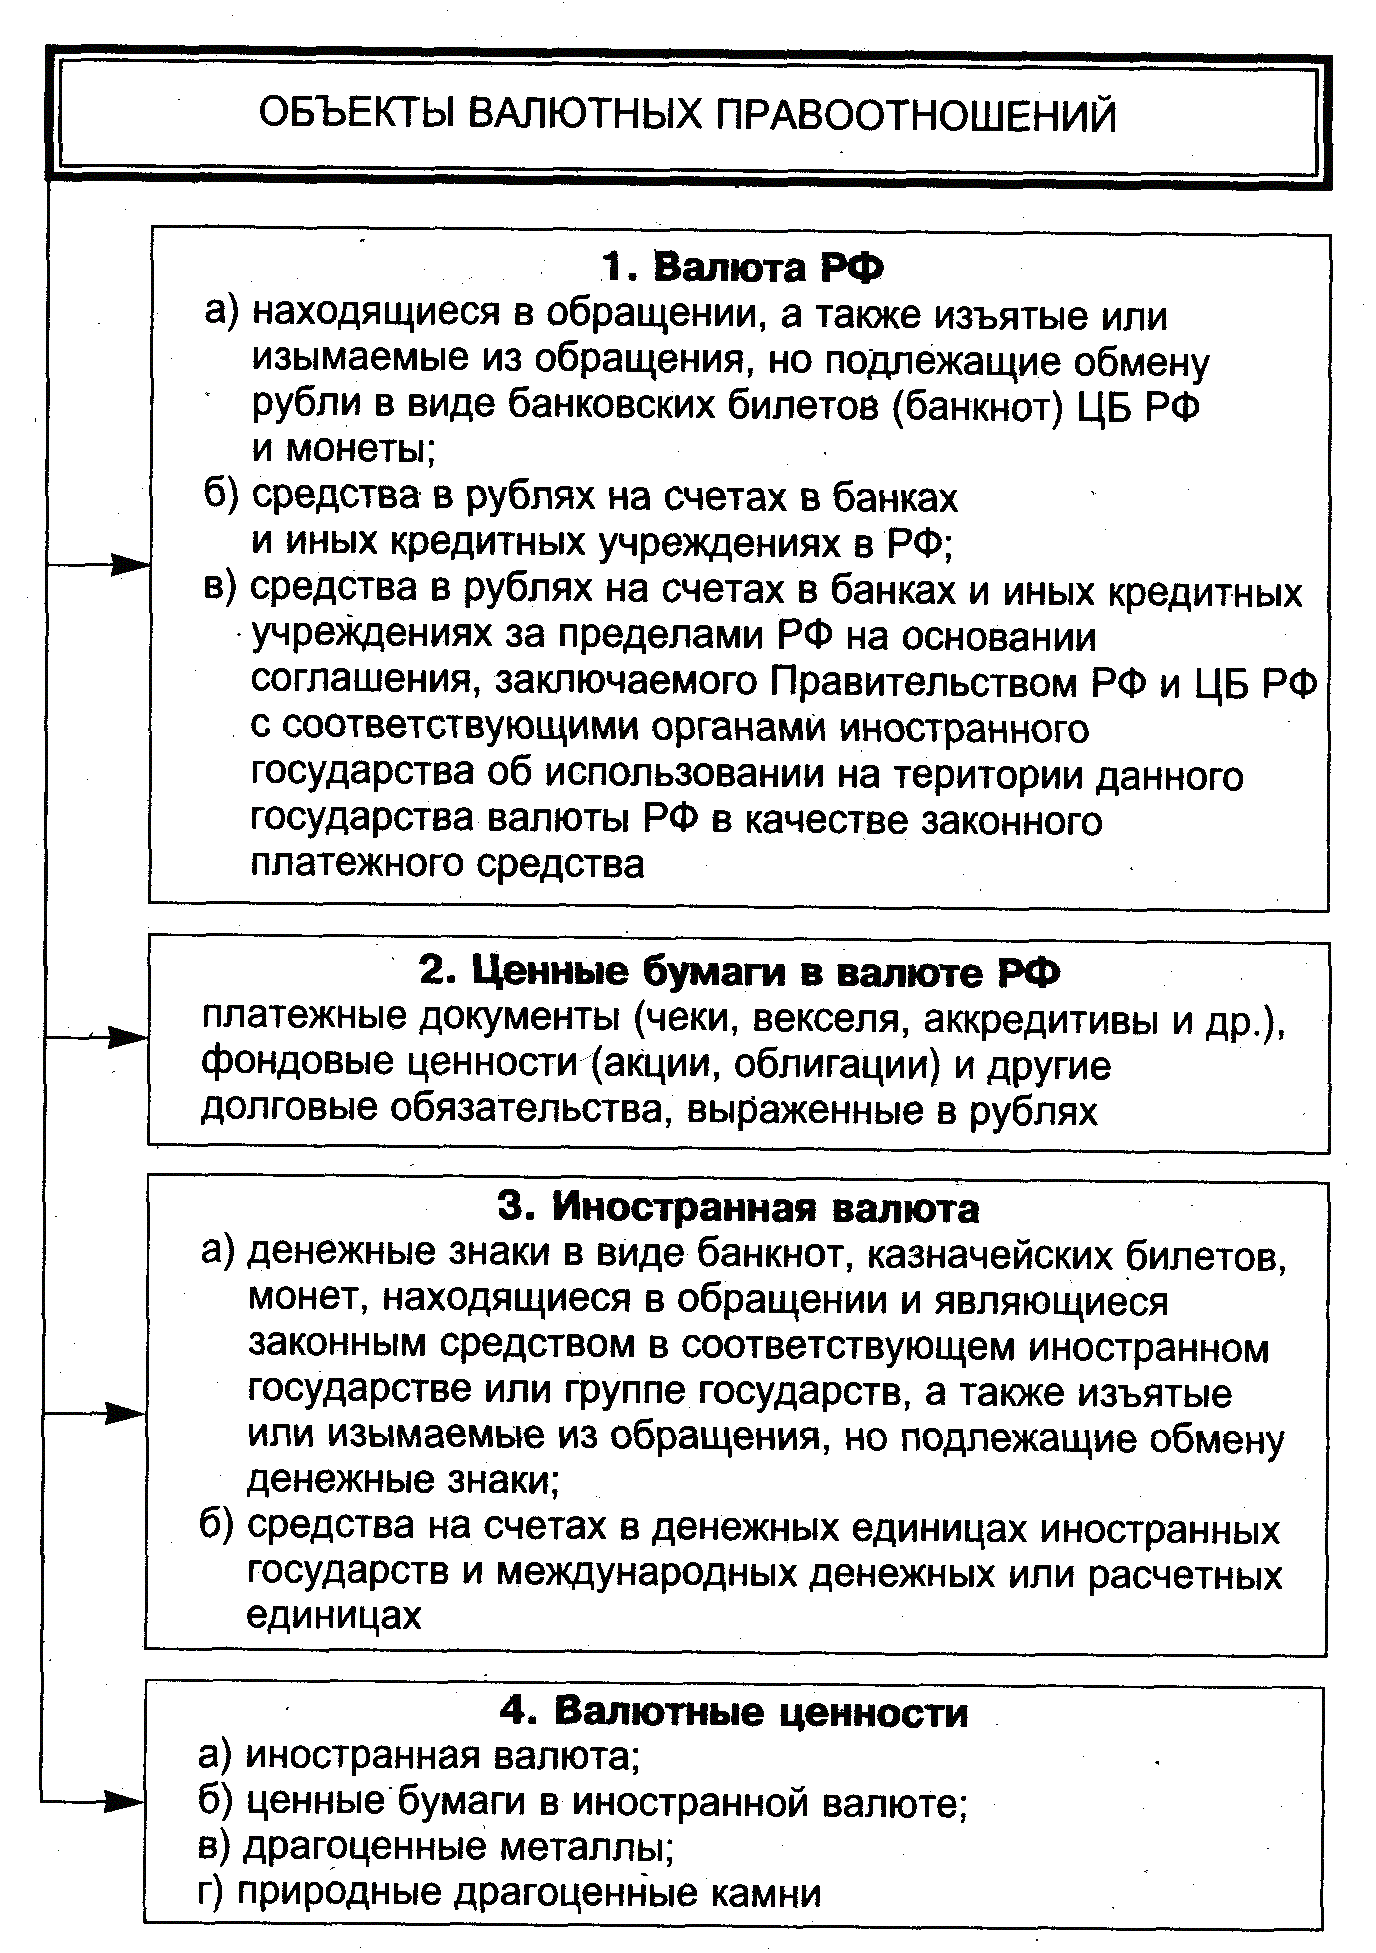 ОБЪЕКТЫ ВАЛЮТНЫХ ПРАВООТНОШЕНИЙ
1. Валюта РФ
а) находящиеся в обращении, а также изъятые или
изымаемые из обращения, но подлежащие обмену
рубли в виде банковских билетов (банкнот) ЦБ РФ
и монеты;
б) средства в рублях на счетах в банках
и иных кредитных учреждениях в РФ;
в) средства в рублях на счетах в банках и иных кредитных
учреждениях за пределами РФ на основании
соглашения, заключаемого Правительством РФ и ЦБ РФ
с соответствующими органами иностранного
государства об использовании на територии данного
государства валюты РФ в качестве законного
платежного средства
2. Ценные бумаги в валюте РФ
платежные документы (чеки, векселя, аккредитивы и др.),
фондовые ценности (акции, облигации) и другие
долговые обязательства, выраженные в рублях
3. Иностранная валюта
а) денежные знаки в виде банкнот, казначейских билетов,
монет, находящиеся в обращении и являющиеся
законным средством в соответствующем иностранном
государстве или группе государств, а также изъятые
или изымаемые из обращения, но подлежащие обмену
денежные знаки;
б) средства на счетах в денежных единицах иностранных
государств и международных денежных или расчетных
единицах
4. Валютные ценности
а) иностранная валюта;
б) ценные бумаги в иностранной валюте;
в) драгоценные металлы;
г) природные драгоценные камни